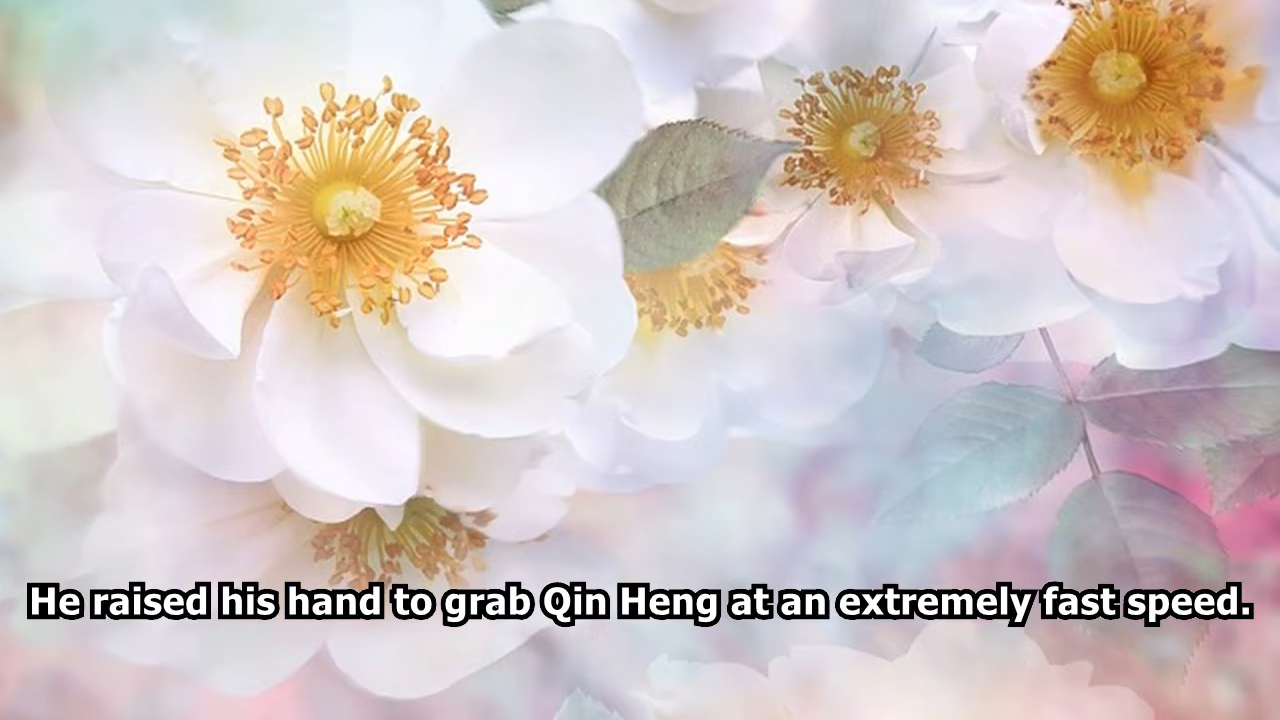 He raised his hand to grab Qin Heng at an extremely fast speed.